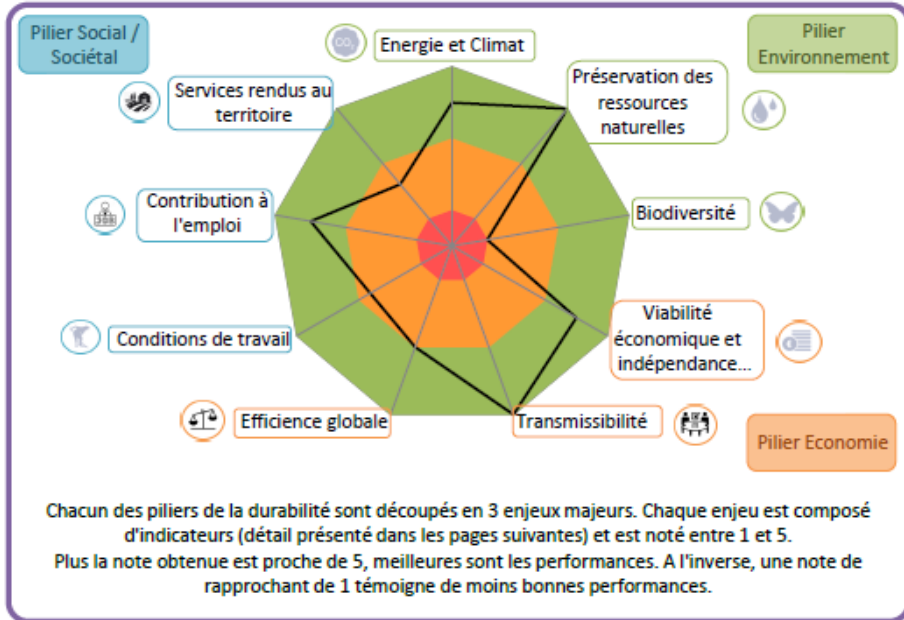 Pilier Social /
Sociétal
CO₂
Energie et Climat
Pilier
Environnement
Services rendus au
territoire
Préservation des
ressources
naturelles
Contribution à
l'emploi
JOB
Biodiversité
Conditions de travail
Viabilité
économique et
indépendance...
Efficience globale
Transmissibilité
Pilier Economie
Chacun des piliers de la durabilité sont découpés en 3 enjeux majeurs. Chaque enjeu est composé
d'indicateurs (détail présenté dans les pages suivantes) et est noté entre 1 et 5.
Plus la note obtenue est proche de 5, meilleures sont les performances. A l'inverse, une note de
rapprochant de 1 témoigne de moins bonnes performances.